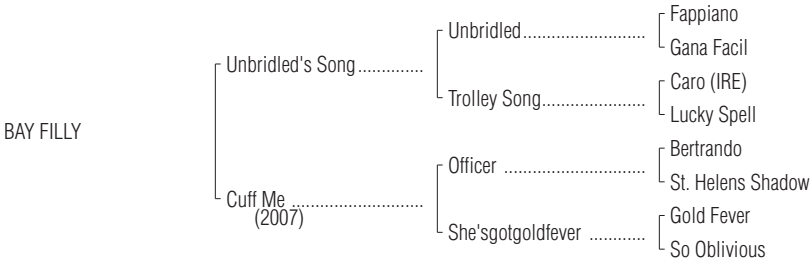 Fappiano
Unbridled..............................
Gana Facil
Unbridled's Song ...............
Caro (IRE)
Trolley Song..........................
Lucky Spell
BAY FILLY
Bertrando
Officer ...................................
St. Helens Shadow
Cuff Me .................................
(2007)
Gold Fever
She'sgotgoldfever ..............
So Oblivious